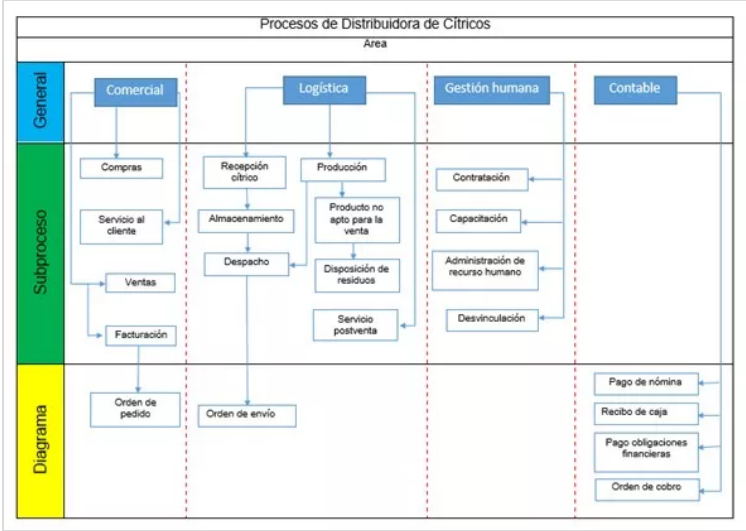 Procesos de Distribuidora de Cítricos
Area
General
Comercial
Logística
Gestión humana
Contable
Subproceso
Compras
Servicio al
cliente
Ventas
Facturación
Recepción
cítrico
Almacenamiento
Despacho
Producción
Producto no
apto para la
venta
Disposición de
residuos
Servicio
postventa
Contratación
Capacitación
Administración de
recurso humano
Desvinculación
Diagrama
Orden de
pedido
Orden de envío
Pago de nómina
Recibo de caja
Pago obligaciones
financieras
Orden de cobro